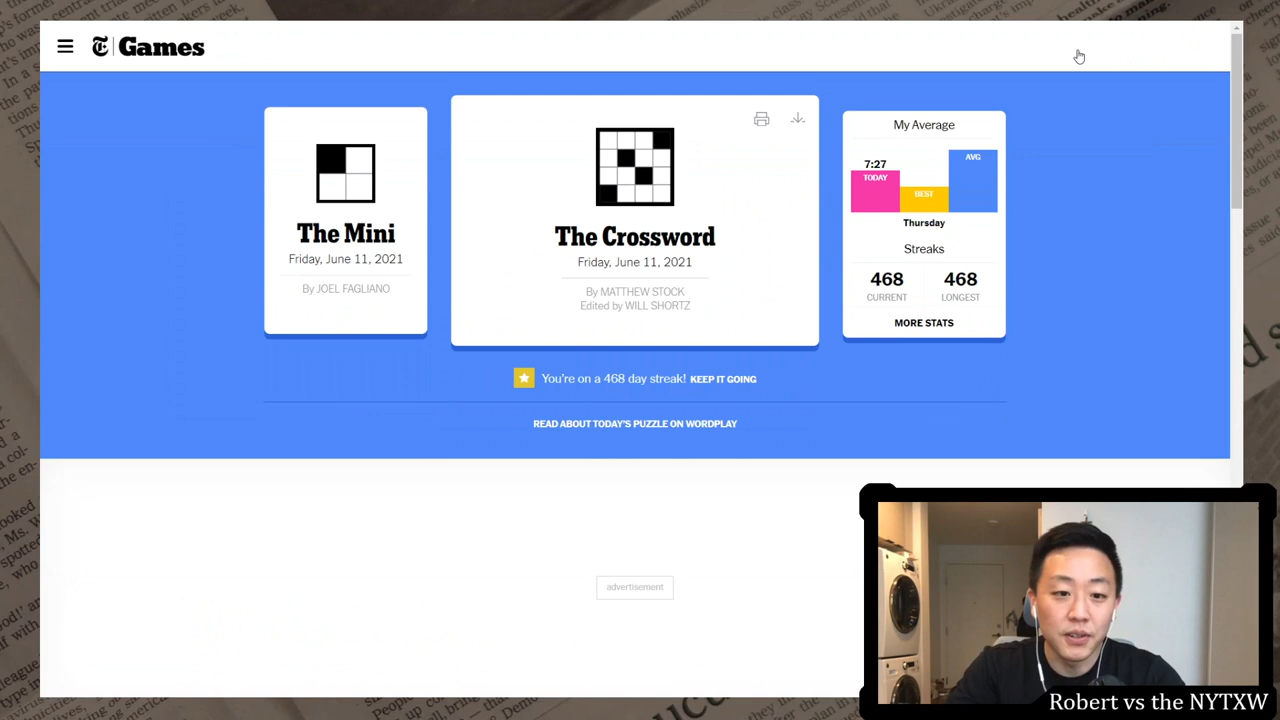 T Games
The Mini
Friday, June 11, 2021
By JOEL FAGLIANO
The Crossword
Friday, June 11, 2021
By MATTHEW STOCK
Edited by WILL SHORTZ
My Average
7:27
TODAY
BEST
AVG
Thursday
Streaks
468
468
CURRENT
LONGEST
MORE STATS
You're on a 468 day streak! KEEP IT GOING
READ ABOUT TODAY'S PUZZLE ON WORDPLAY
advertisement
Robert vs the NYTXW